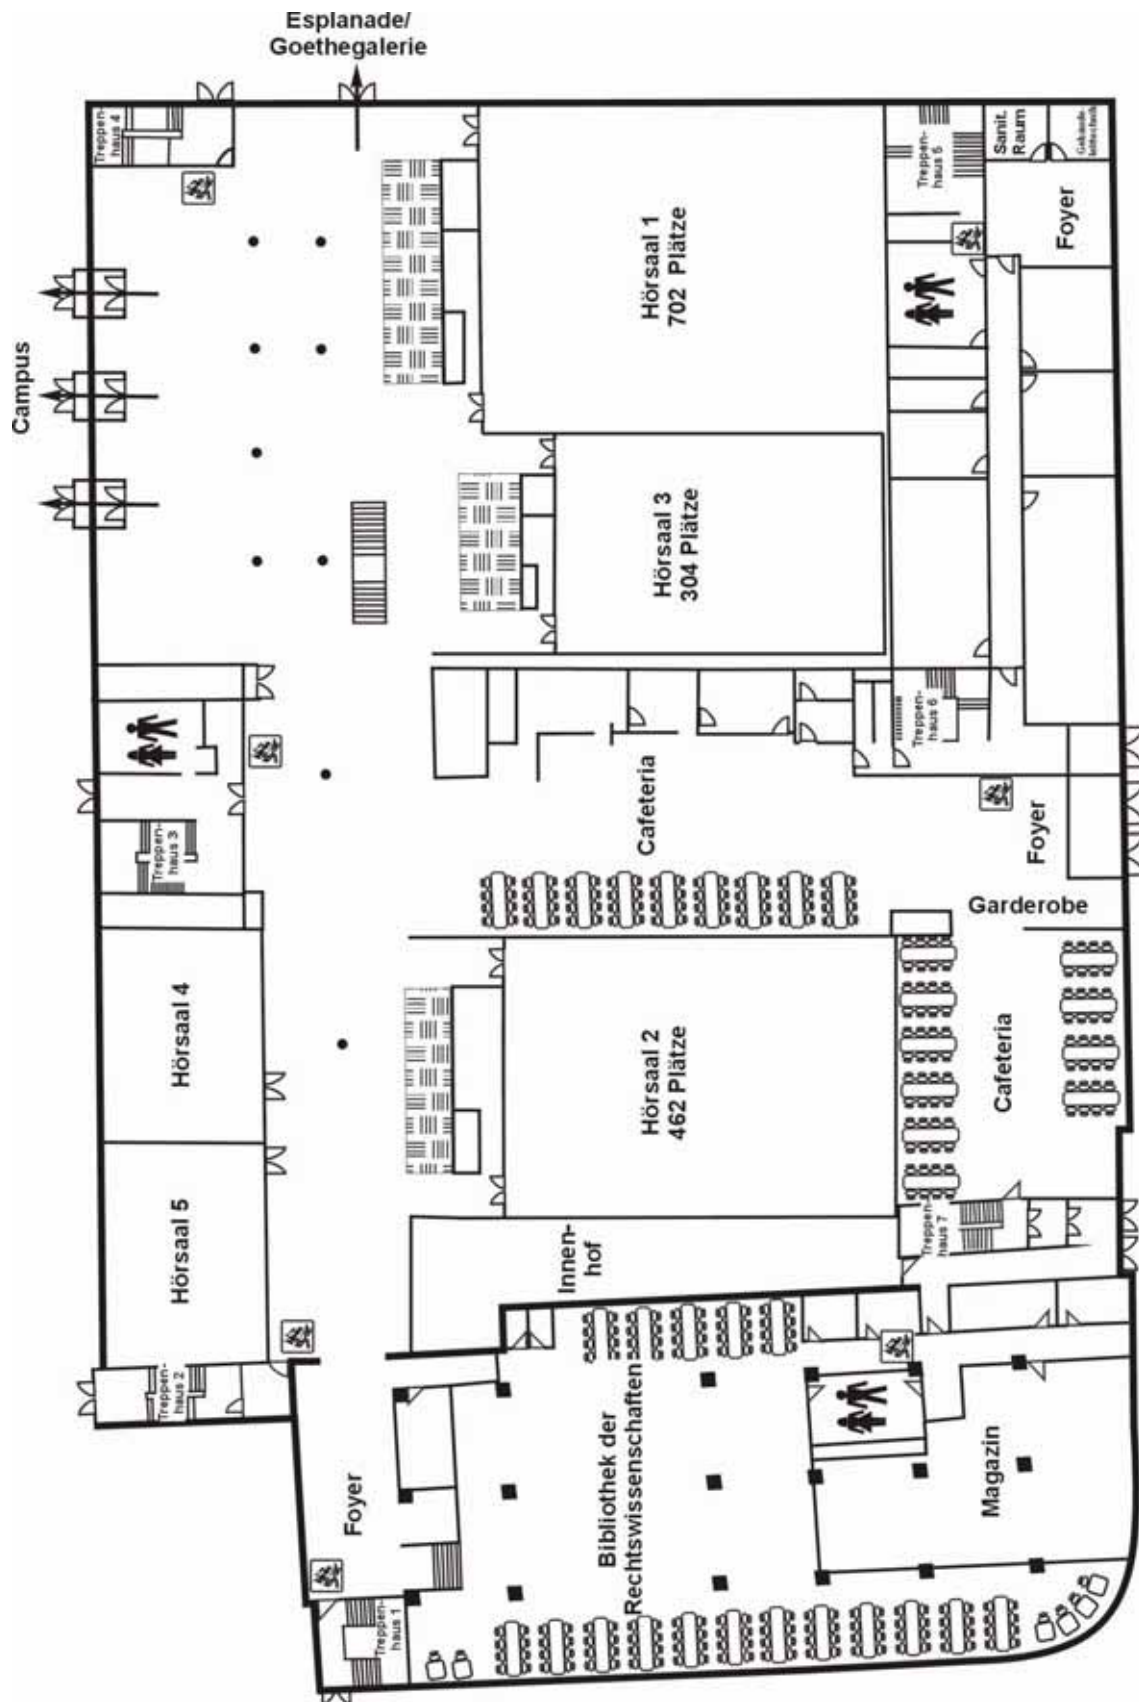 Esplanade/
Goethegalerie
Campus
Treppen-
haus 4
Hörsaal 1
702 Plätze
Treppen-
haus 5
Sanit.
Raum
Foyer
Hörsaal 3
304 Plätze
Treppen-
haus 6
Treppen-
haus 3
Cafeteria
Foyer
Garderobe
Hörsaal 4
Hörsaal 2
462 Plätze
Cafeteria
Hörsaal 5
Innen-
hof
Treppen-
haus 7
Treppen-
haus 2
Foyer
Bibliothek der
Rechtswissenschaften
Magazin
Treppen-
haus 1